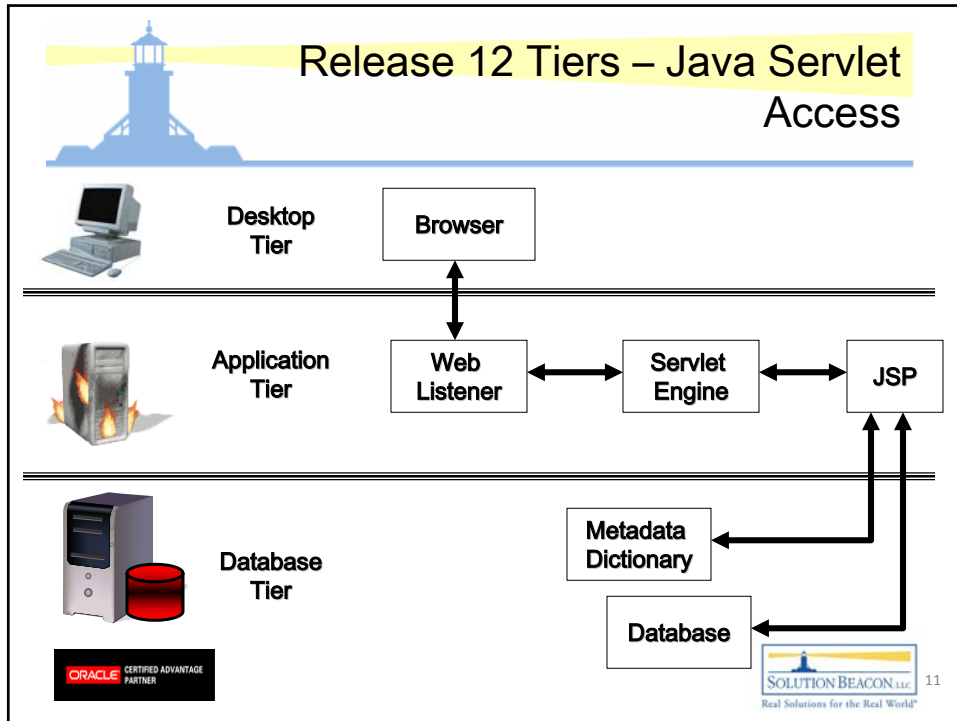 Release 12 Tiers – Java Servlet
Access
Desktop
Tier
Browser
Application
Tier
Web
Listener
Servlet
Engine
JSP
Database
Tier
Metadada
Dictionary
Database
ORACLE CERTIFIED ADVANTAGE
PARTNER
SOLUTION BEACON, LLC
Real Solutions for the Real World®
11